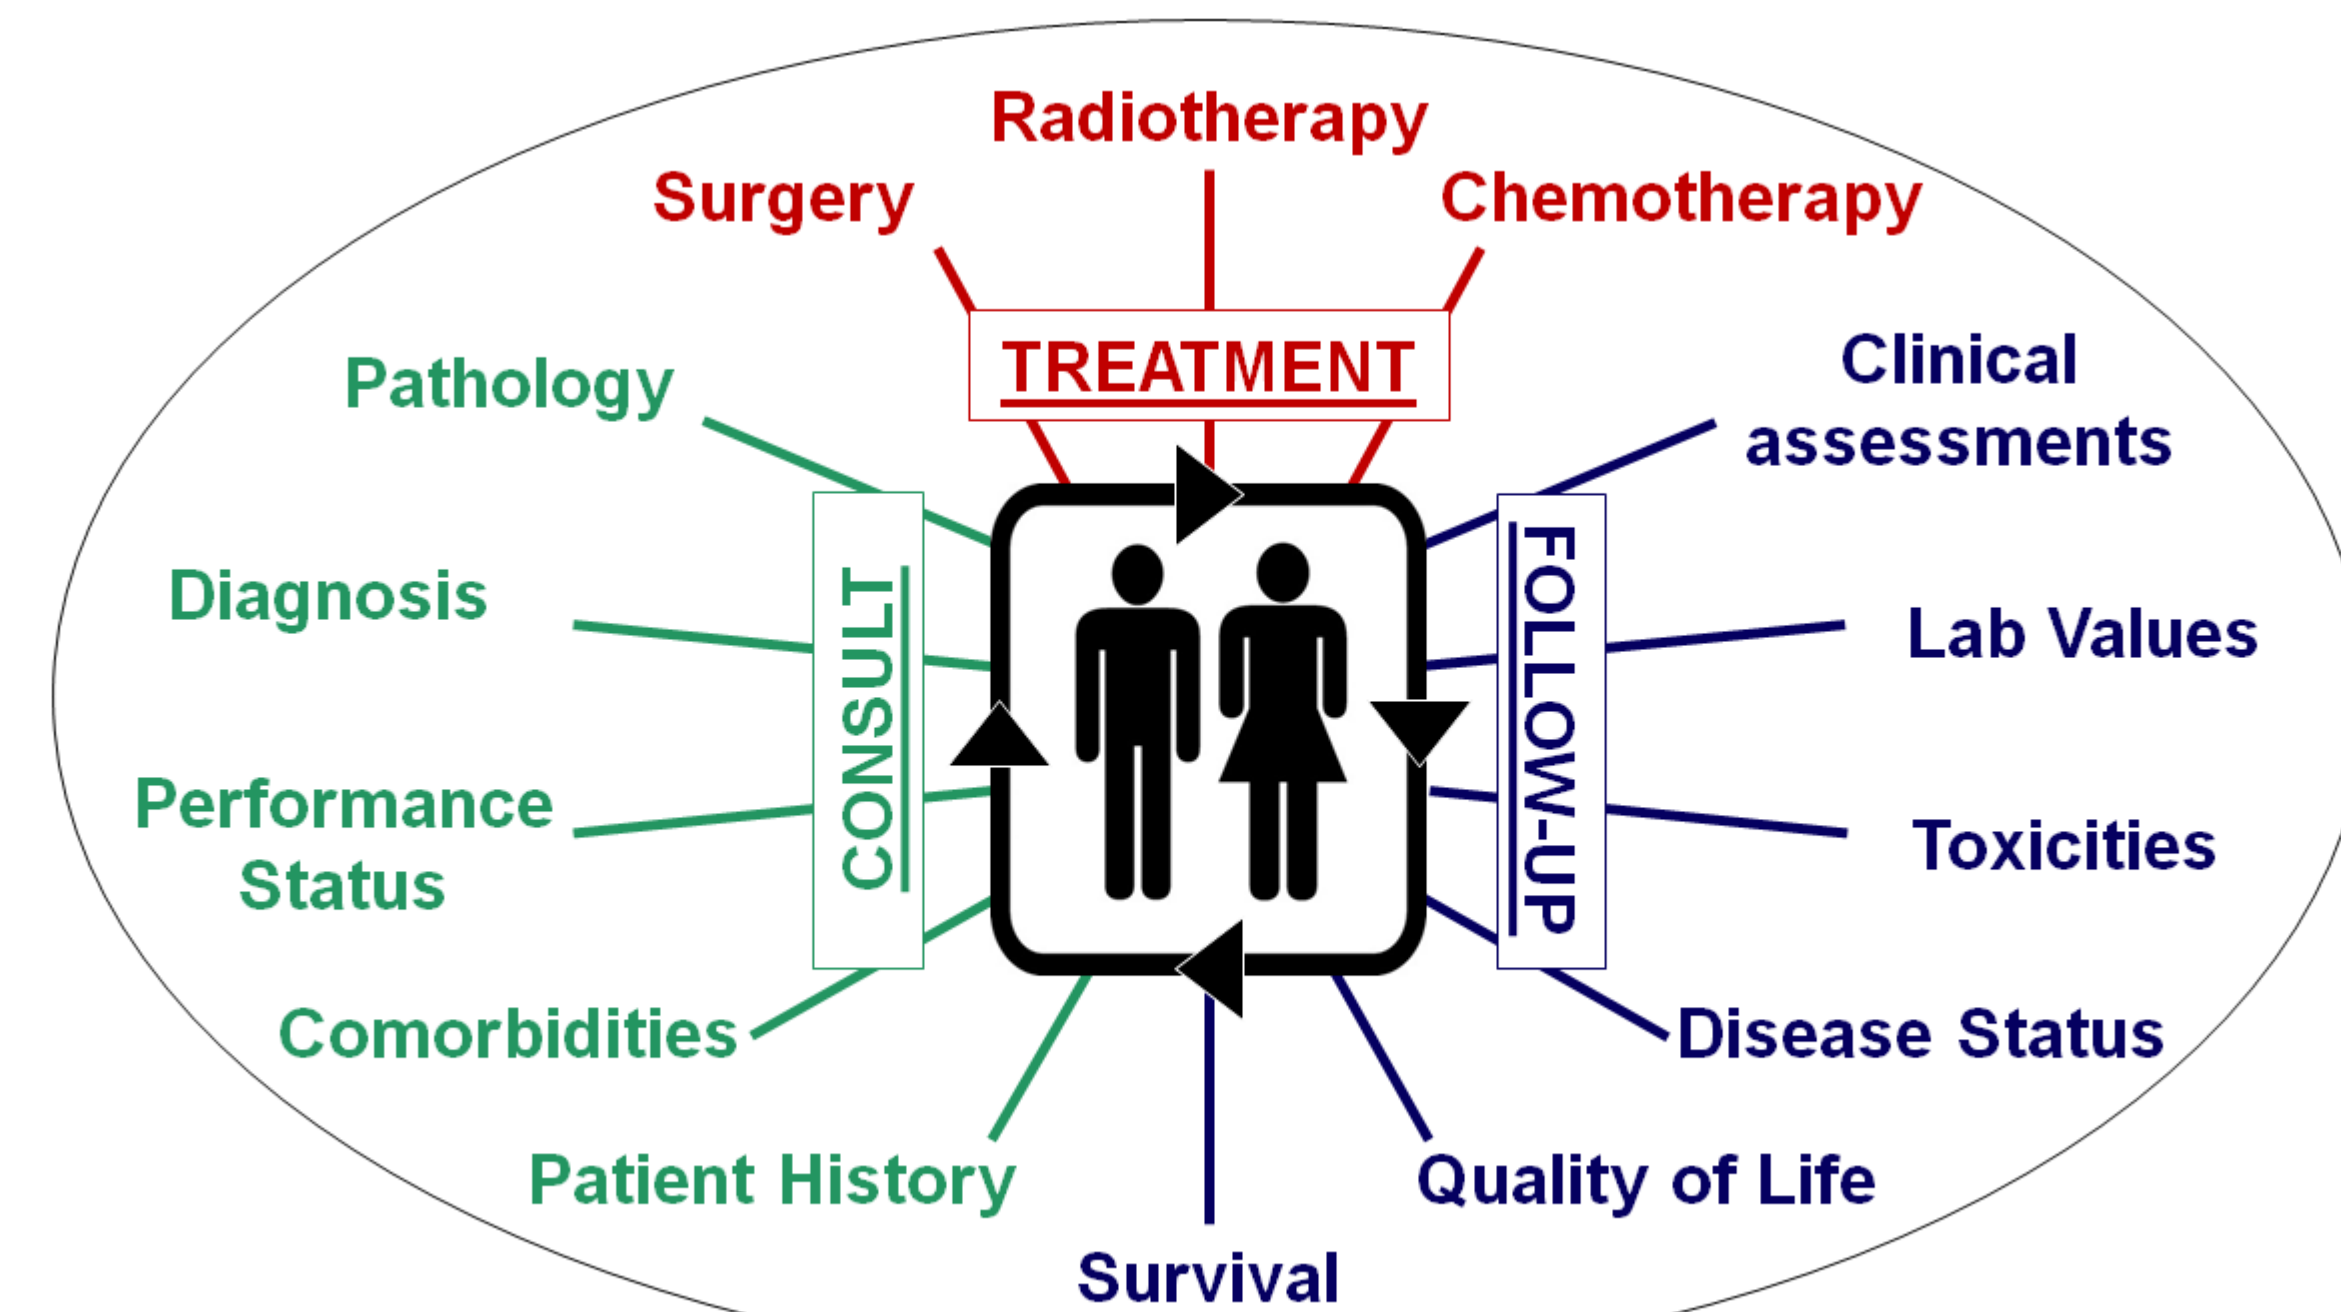 Radiotherapy
Surgery
Chemotherapy
TREATMENT
Pathology
Diagnosis
Performance
Status
Comorbidities
Patient History
CONSULT
FOLLOW-UP
Clinical
assessments
Lab Values
Toxicities
Disease Status
Quality of Life
Survival